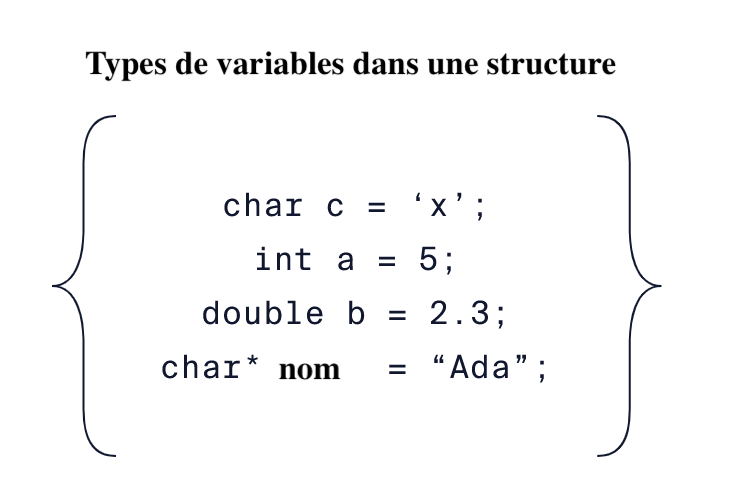 Types de variables dans une structure
char c = ‘x’;
int a = 5;
double b = 2.3;
char* nom = “Ada”;